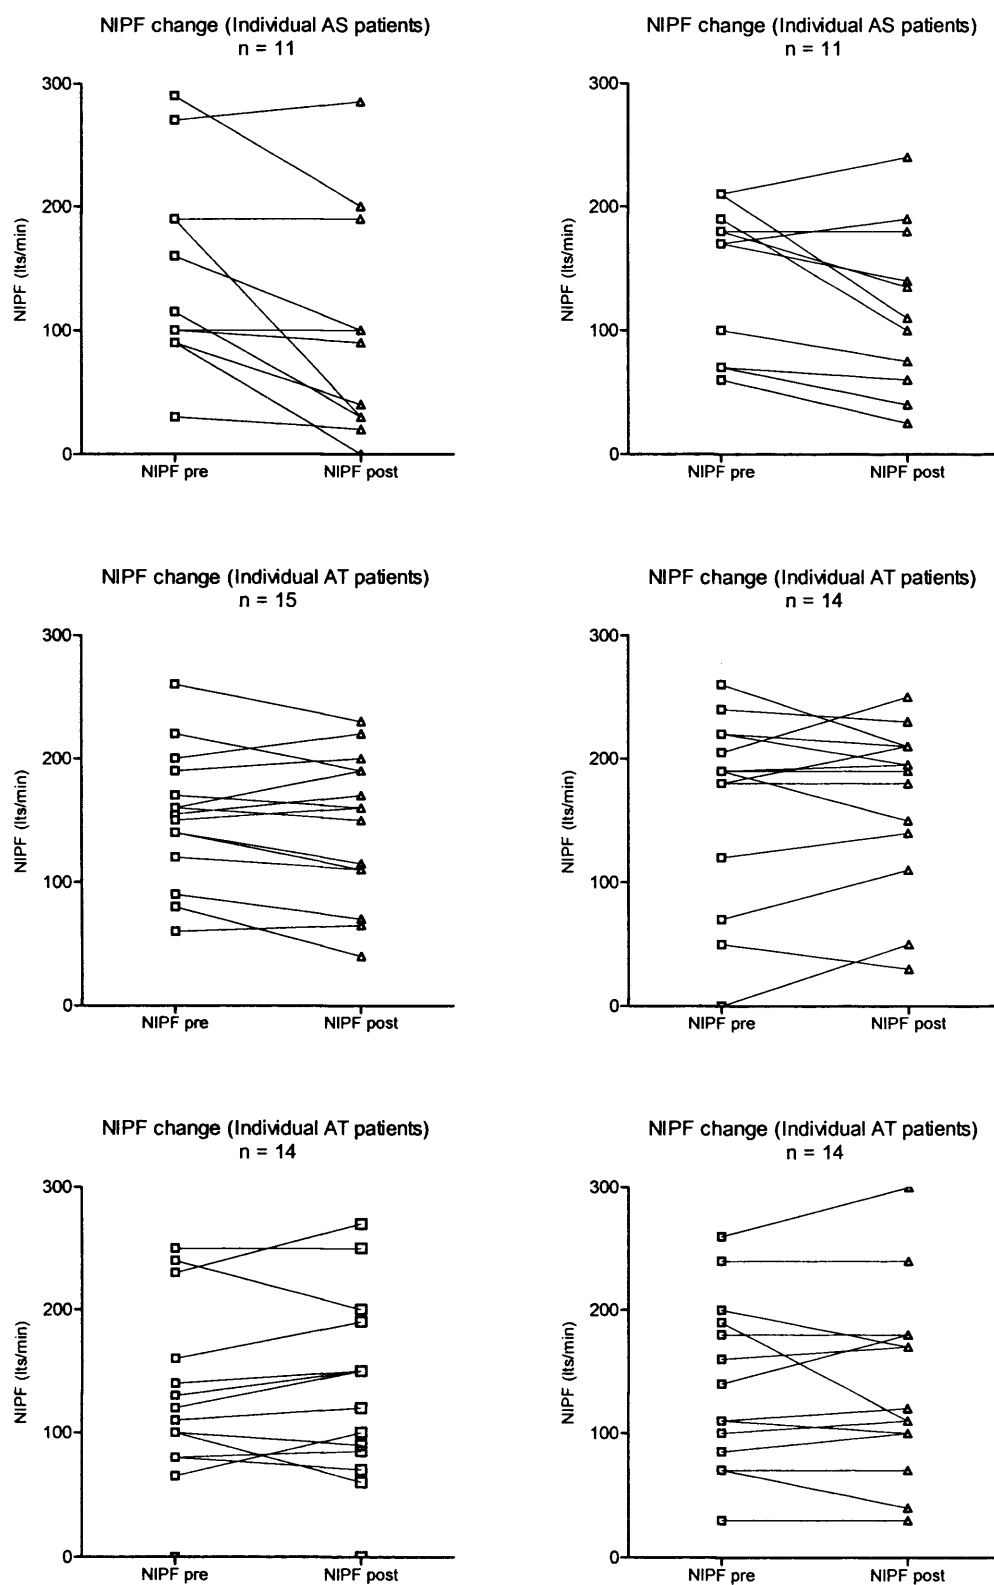 NIPF change (Individual AS patients)
n = 11
300
200
100
0
NIPF (lts/min)
NIPF pre
NIPF post
NIPF change (Individual AS patients)
n = 11
300
200
100
0
NIPF (lts/min)
NIPF pre
NIPF post
NIPF change (Individual AT patients)
n = 15
300
200
100
0
NIPF (lts/min)
NIPF pre
NIPF post
NIPF change (Individual AT patients)
n = 14
300
200
100
0
NIPF (lts/min)
NIPF pre
NIPF post
NIPF change (Individual AT patients)
n = 14
300
200
100
0
NIPF (lts/min)
NIPF pre
NIPF post
NIPF change (Individual AT patients)
n = 14
300
200
100
0
NIPF (lts/min)
NIPF pre
NIPF post